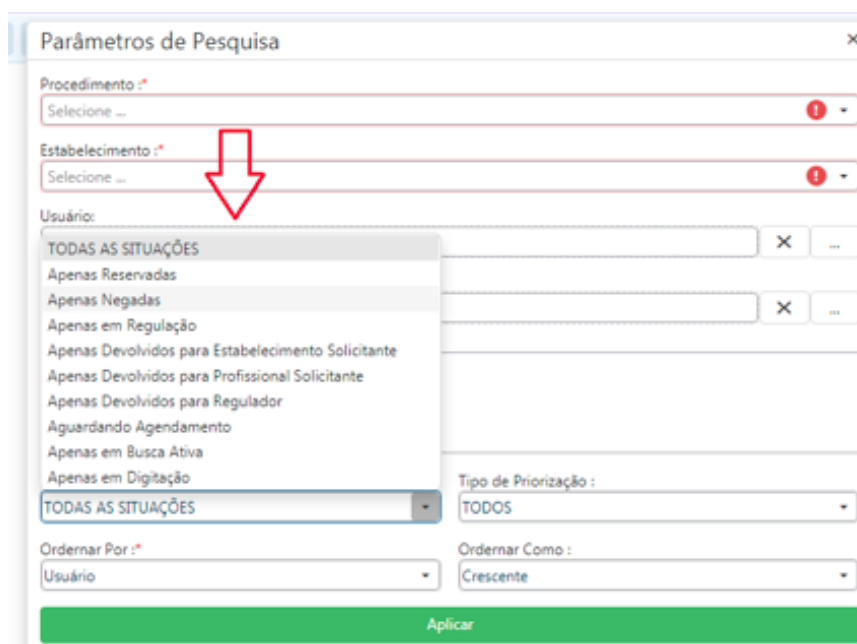 Parâmetros de Pesquisa
Procedimento :*
Selecione ...
Estabelecimento :*
Selecione ...
Usuário:
TODAS AS SITUAÇÕES
Apenas Reservadas
Apenas Negadas
Apenas em Regulação
Apenas Devolvidos para Estabelecimento Solicitante
Apenas Devolvidos para Profissional Solicitante
Apenas Devolvidos para Regulador
Aguardando Agendamento
Apenas em Busca Ativa
Apenas em Digitação
TODAS AS SITUAÇÕES
Tipo de Priorização :
TODOS
Ordernar Por :*
Usuário
Ordernar Como :
Crescente
Aplicar